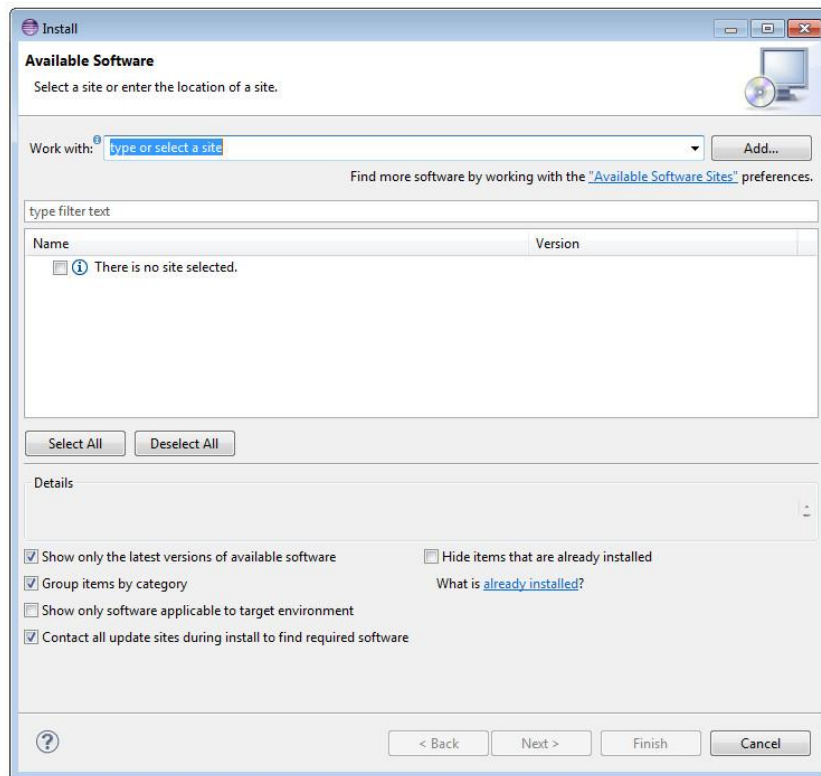 Install
Available Software
Select a site or enter the location of a site.
Work with: type or select a site Add...
Find more software by working with the "Available Software Sites" preferences.
type filter text
Name Version
There is no site selected.
Select All Deselect All
Details
Show only the latest versions of available software Hide items that are already installed
Group items by category What is already installed?
Show only software applicable to target environment
Contact all update sites during install to find required software
< Back Next > Finish Cancel